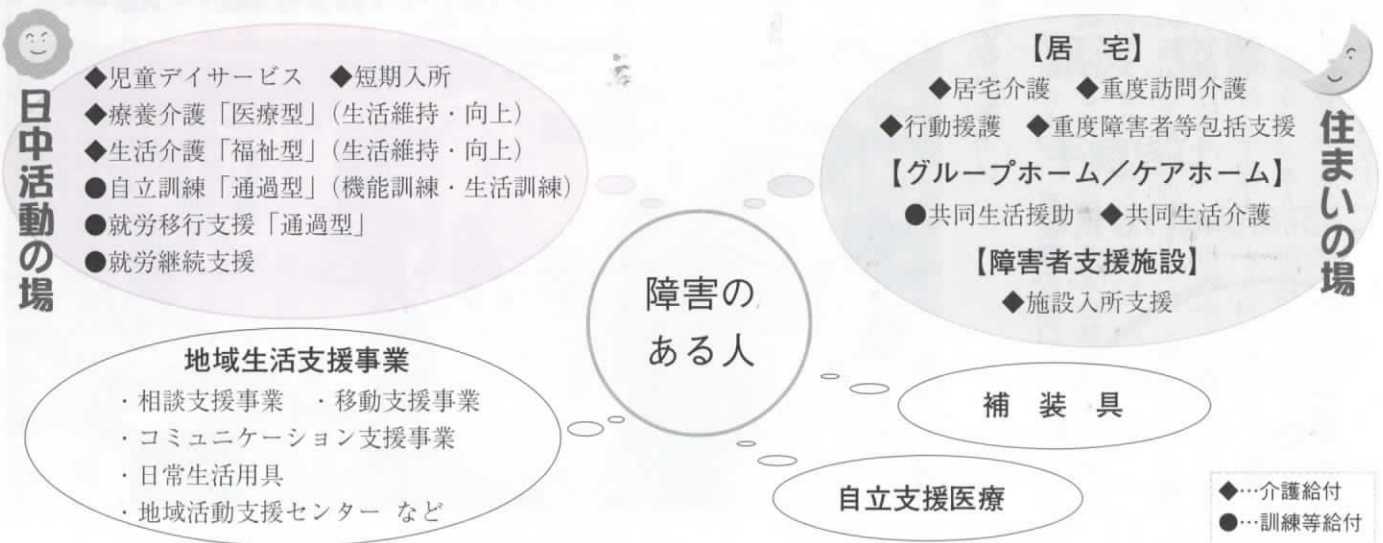 日中活動の場
◆児童デイサービス ◆短期入所
◆療養介護「医療型」(生活維持・向上)
◆生活介護「福祉型」(生活維持・向上)
●自立訓練「通過型」(機能訓練・生活訓練)
●就労移行支援「通過型」
●就労継続支援
住まいの場
【居 宅】
◆居宅介護 ◆重度訪問介護
◆行動援護 ◆重度障害者等包括支援
【グループホーム/ケアホーム】
●共同生活援助 ◆共同生活介護
【障害者支援施設】
◆施設入所支援
障害の
ある人
地域生活支援事業
・相談支援事業 ・移動支援事業
・コミュニケーション支援事業
・日常生活用具
・地域活動支援センター など
補 装 具
自立支援医療
◆…介護給付
●…訓練等給付